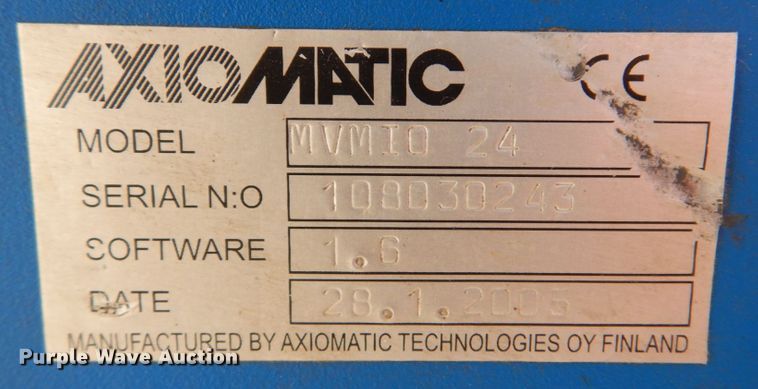 AXIOMATIC CE
MODEL MVMIO 24
SERIAL N:O 108030243
SOFTWARE 1.6
DATE 28.1.2003
MANUFACTURED BY AXIOMATIC TECHNOLOGIES OY FINLAND
Purple Wave Auction